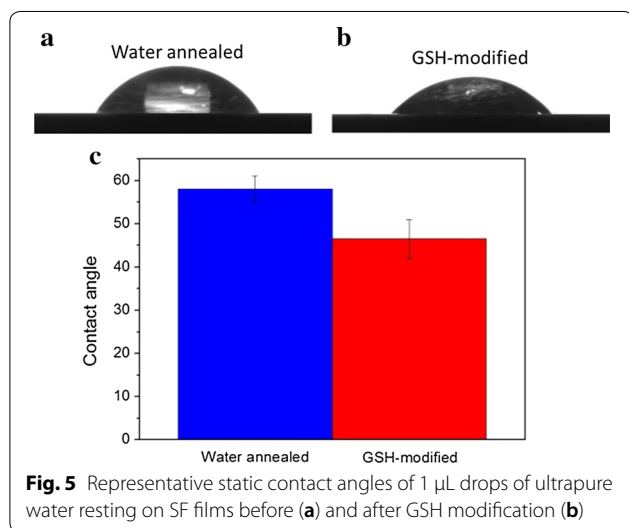 a
b
Water annealed
GSH-modified
c
60
50
40
30
20
10
0
Contact angle
Water annealed
GSH-modified
Fig. 5 Representative static contact angles of 1 µL drops of ultrapure
water resting on SF films before (a) and after GSH modification (b)